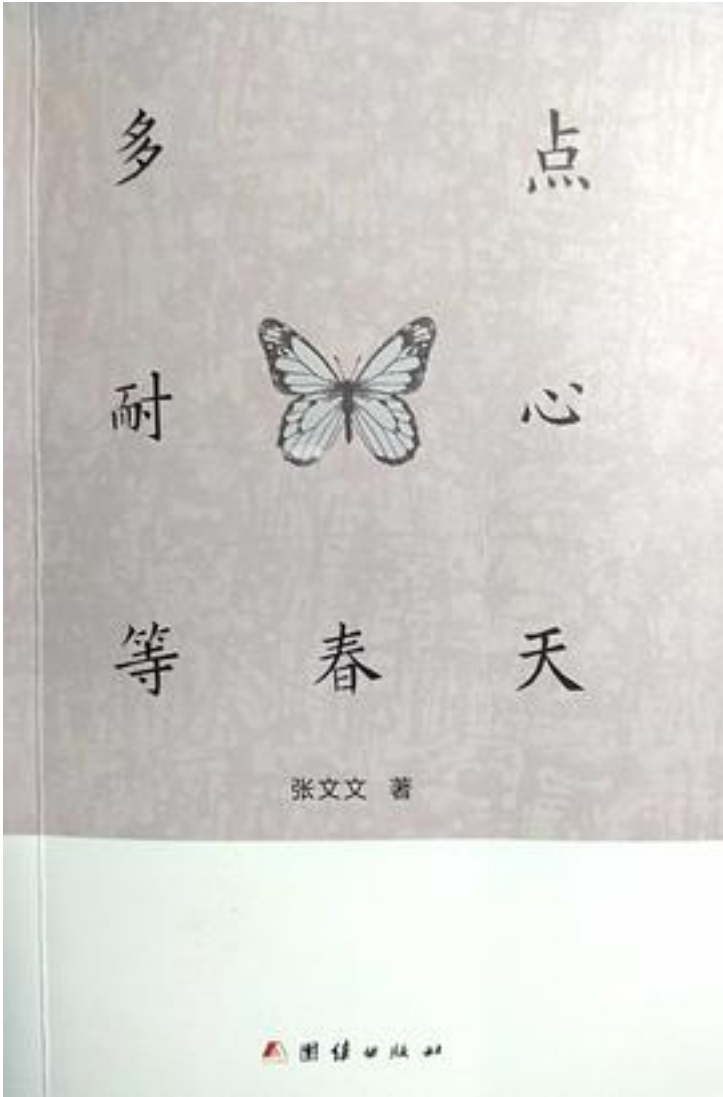 多 点
耐 心
等 春 天
张文文 著
团结出版社